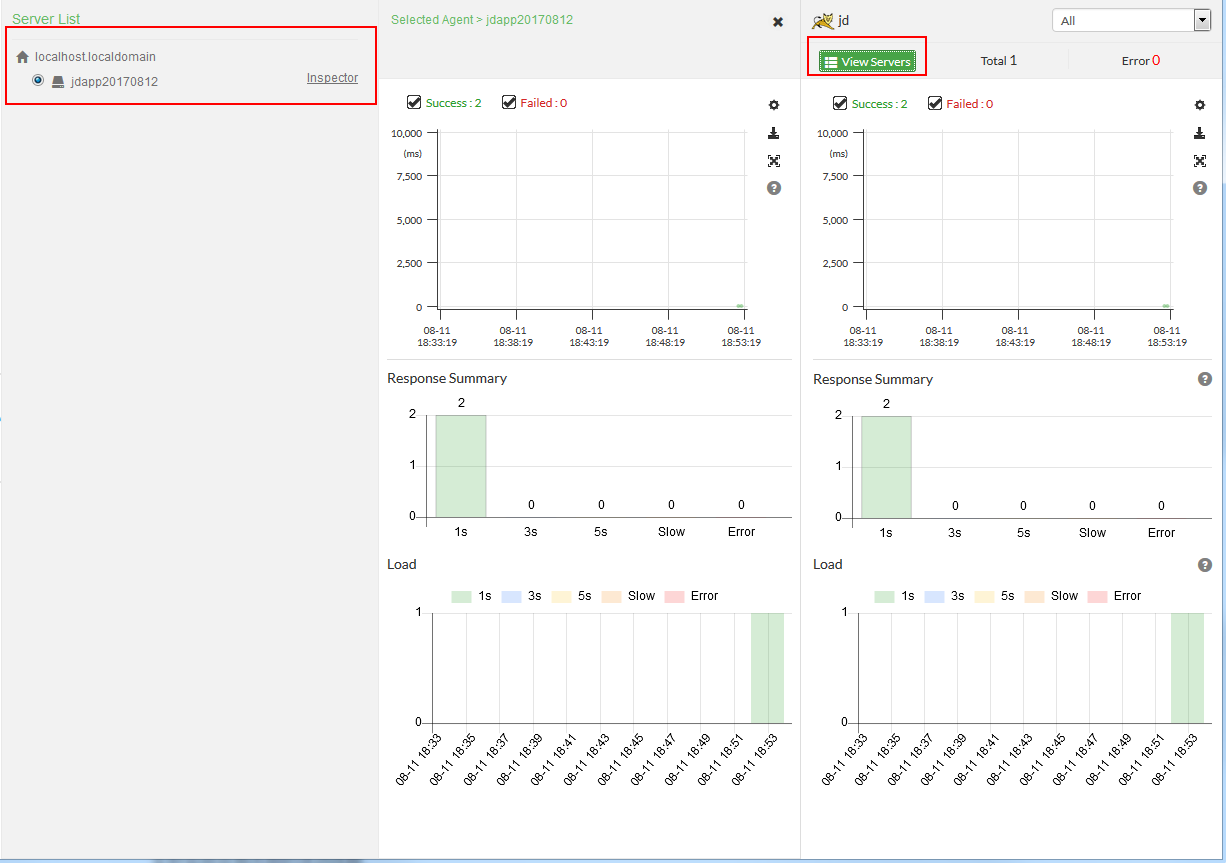 Server List
localhost.localdomain
jdapp20170812 Inspector
Selected Agent > jdapp20170812
Success : 2 Failed : 0
10,000
(ms)
7,500
5,000
2,500
0
08-11 08-11 08-11 08-11 08-11
18:33:19 18:38:19 18:43:19 18:48:19 18:53:19
Response Summary
2
2
1
0
0 0 0 0
1s 3s 5s Slow Error
Load
1s 3s 5s Slow Error
1
0
08-11 18:33 08-11 18:35 08-11 18:37 08-11 18:39 08-11 18:41 08-11 18:43 08-11 18:45 08-11 18:47 08-11 18:49 08-11 18:51 08-11 18:53
jd All
View Servers Total 1 Error 0
Success : 2 Failed : 0
10,000
(ms)
7,500
5,000
2,500
0
08-11 08-11 08-11 08-11 08-11
18:33:19 18:38:19 18:43:19 18:48:19 18:53:19
Response Summary
2
2
1
0
0 0 0 0
1s 3s 5s Slow Error
Load
1s 3s 5s Slow Error
1
0
08-11 18:33 08-11 18:35 08-11 18:37 08-11 18:39 08-11 18:41 08-11 18:43 08-11 18:45 08-11 18:47 08-11 18:49 08-11 18:51 08-11 18:53